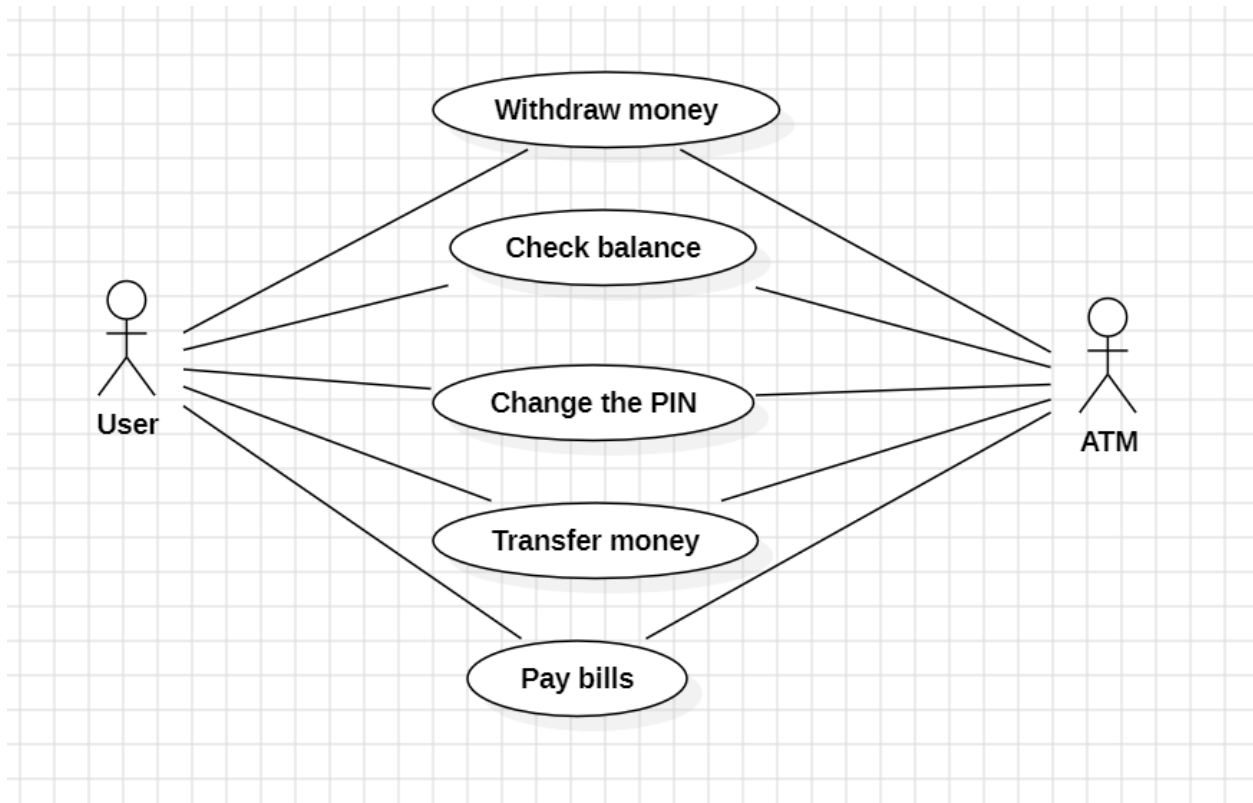 Withdraw money
Check balance
User
Change the PIN
ATM
Transfer money
Pay bills